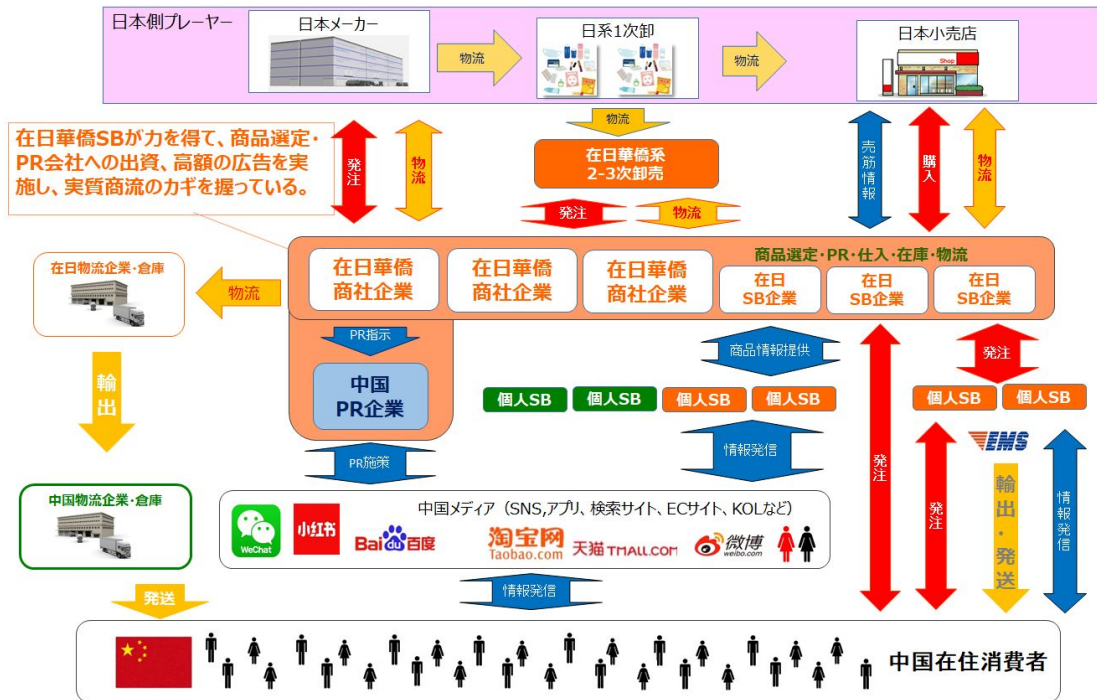 日本側プレーヤー
日本メーカー
日系1次卸
日本小売店
Shop
物流
物流
在日華僑SBが力を得て、商品選定・
PR会社への出資、高額の広告を実
施し、実質商流のカギを握っている。
発注
物流
物流
在日華僑系
2-3次卸売
発注
物流
売筋情報
購入
物流
在日物流企業・倉庫
物流
在日華僑
商社企業
在日華僑
商社企業
在日華僑
商社企業
商品選定・PR・仕入・在庫・物流
在日
SB企業
在日
SB企業
在日
SB企業
PR指示
商品情報提供
発注
発注
輸出
中国
PR企業
個人SB
個人SB
個人SB
個人SB
個人SB
個人SB
PR施策
情報発信
発注
EMS
輸出・発送
情報発信
中国物流企業・倉庫
中国メディア（SNS,アプリ、検索サイト、ECサイト、KOLなど）
WeChat
小红书
Bai du 百度
淘宝网
Taobao.com
天猫 TMALL.COM
微博
weibo.com
発送
情報発信
中国在住消費者